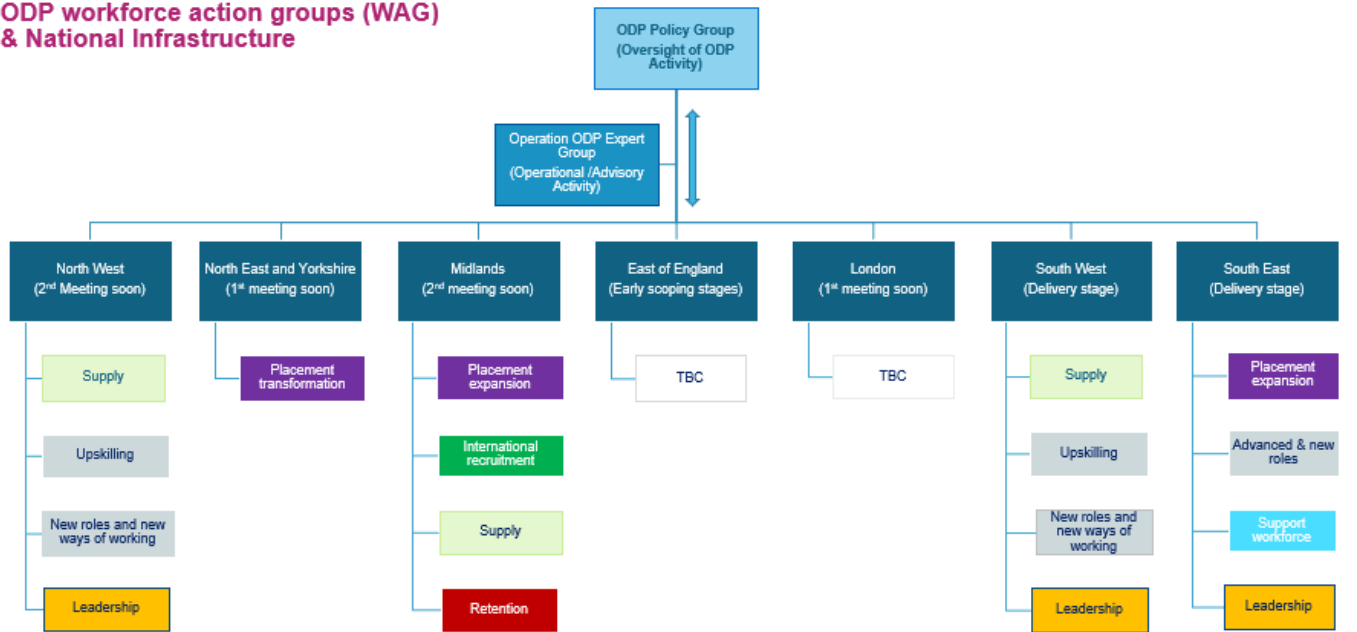 ODP workforce action groups (WAG)
& National Infrastructure
ODP Policy Group
(Oversight of ODP
Activity)
Operation ODP Expert
Group
(Operational /Advisory
Activity)
North West
(2nd Meeting soon)
North East and Yorkshire
(1st meeting soon)
Midlands
(2nd meeting soon)
East of England
(Early scoping stages)
London
(1st meeting soon)
South West
(Delivery stage)
South East
(Delivery stage)
Supply
Upskilling
New roles and new
ways of working
Leadership
Placement
transformation
Placement
expansion
International
recruitment
Supply
Retention
TBC
TBC
Supply
Upskilling
New roles and
new ways of
working
Leadership
Placement
expansion
Advanced & new
roles
Support
workforce
Leadership